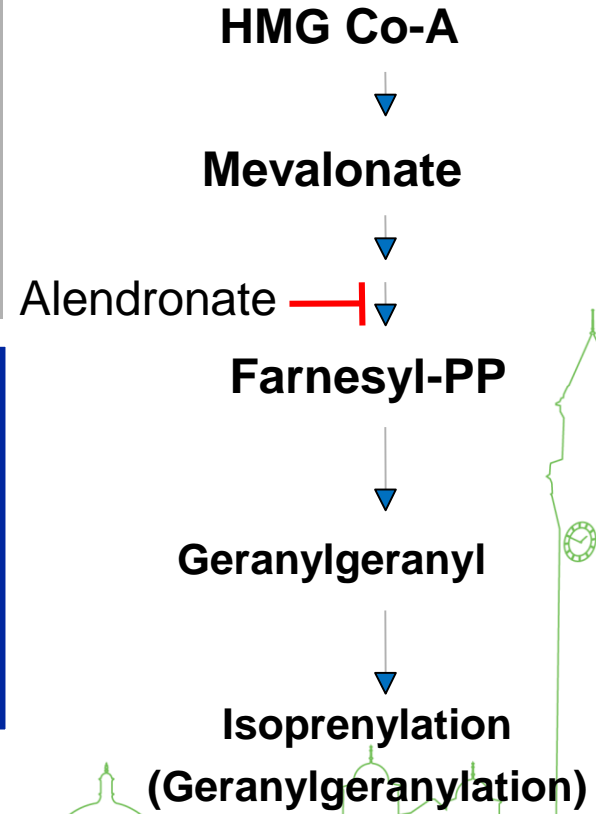 HMG Co-A
Mevalonate
Alendronate
Farnesyl-PP
Geranylgeranyl
Isoprenylation
(Geranylgeranylation)